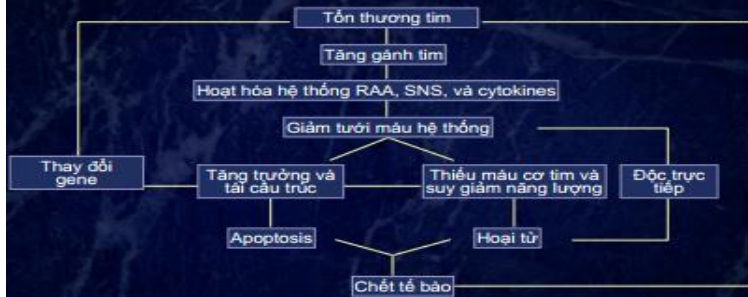 Tổn thương tim
Tăng gánh tim
Hoạt hóa hệ thống RAA, SNS, và cytokines
Giảm tưới máu hệ thống
Thay đổi
gene
Tăng trưởng và
tái cấu trúc
Thiếu máu cơ tim và
suy giảm năng lượng
Độc trực
tiếp
Apoptosis
Hoại tử
Chết tế bào